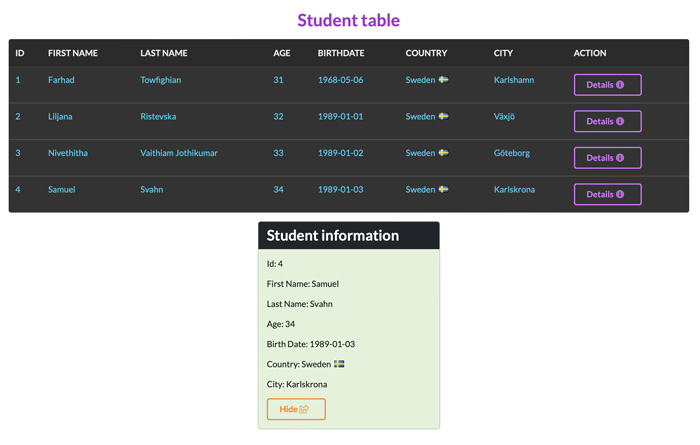 Student table
ID FIRST NAME LAST NAME AGE BIRTHDATE COUNTRY CITY ACTION
1 Farhad Towfighian 31 1968-05-06 Sweden 🇸🇪 Karlshamn Details
2 Liljana Ristevska 32 1989-01-01 Sweden 🇸🇪 Växjö Details
3 Nivethitha Vaithiam Jothikumar 33 1989-01-02 Sweden 🇸🇪 Göteborg Details
4 Samuel Svahn 34 1989-01-03 Sweden 🇸🇪 Karlskrona Details
Student information
Id: 4
First Name: Samuel
Last Name: Svahn
Age: 34
Birth Date: 1989-01-03
Country: Sweden 🇸🇪
City: Karlskrona
Hide